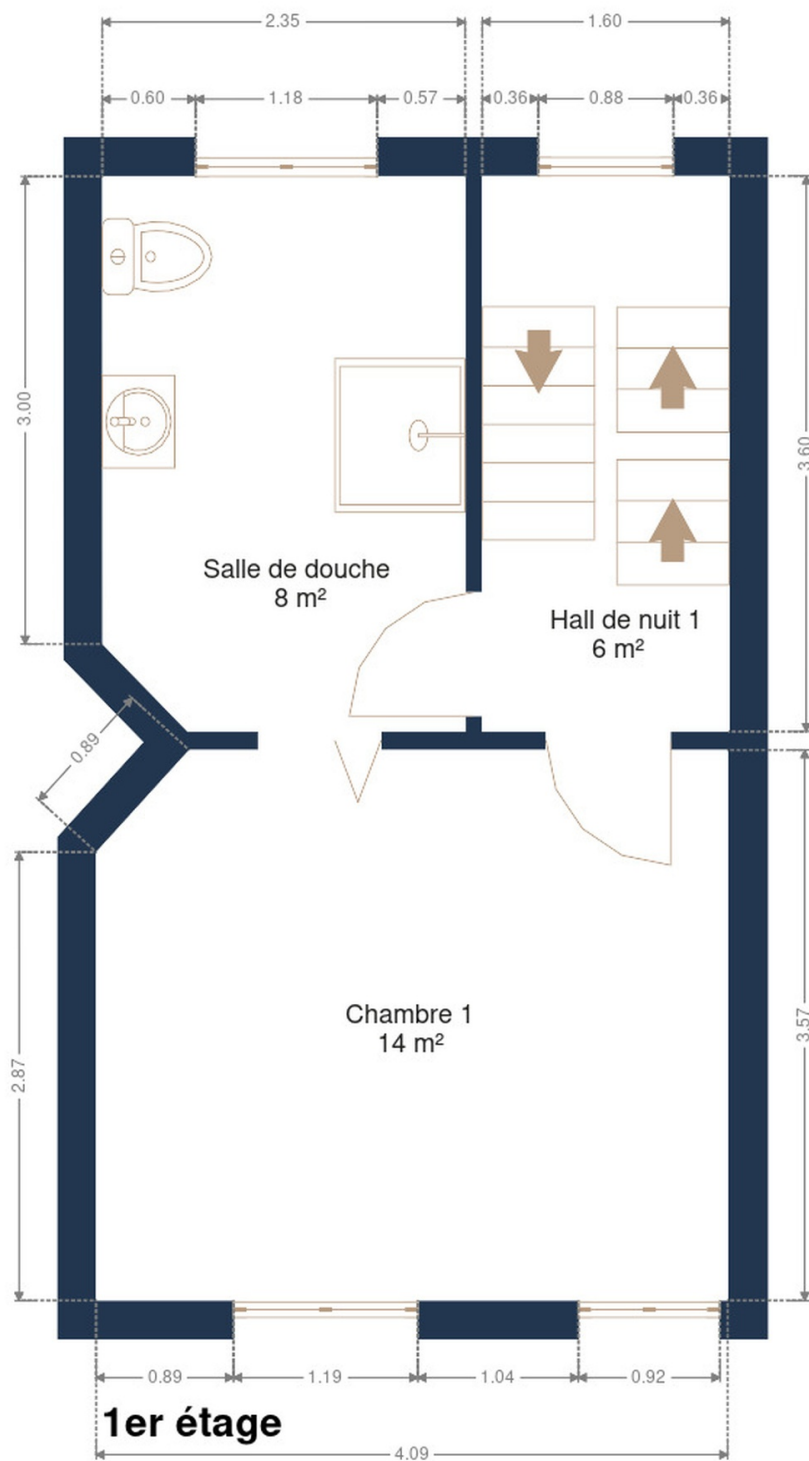 2.35
1.60
0.60
1.18
0.57
0.36
0.88
0.36
3.00
3.60
Salle de douche
8 m²
Hall de nuit 1
6 m²
0.89
Chambre 1
14 m²
2.87
3.57
0.89
1.19
1.04
0.92
1er étage
4.09